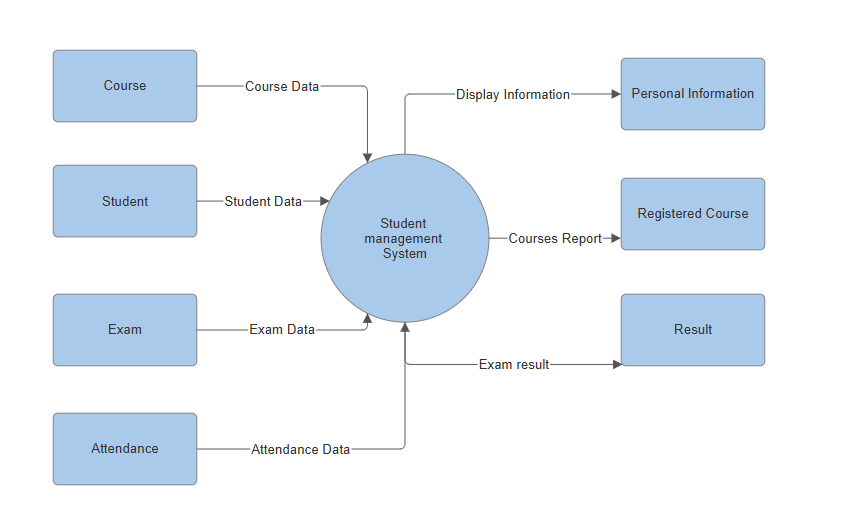 Course
Course Data
Display Information
Personal Information
Student
Student Data
Student
management
System
Courses Report
Registered Course
Exam
Exam Data
Result
Exam result
Attendance
Attendance Data